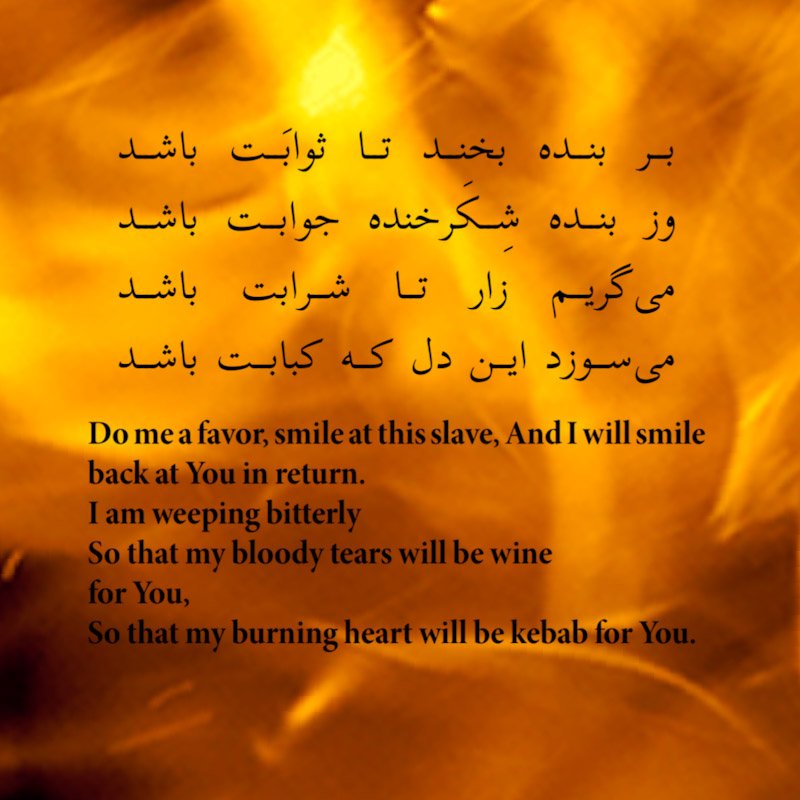 بر بنده بخند تا ثوابَت باشد
وز بنده شِکَرخنده جوابت باشد
می‌گریم زار تا شرابت باشد
می‌سوزد این دل که کبابت باشد
Do me a favor, smile at this slave, And I will smile
back at You in return.
I am weeping bitterly
So that my bloody tears will be wine
for You,
So that my burning heart will be kebab for You.